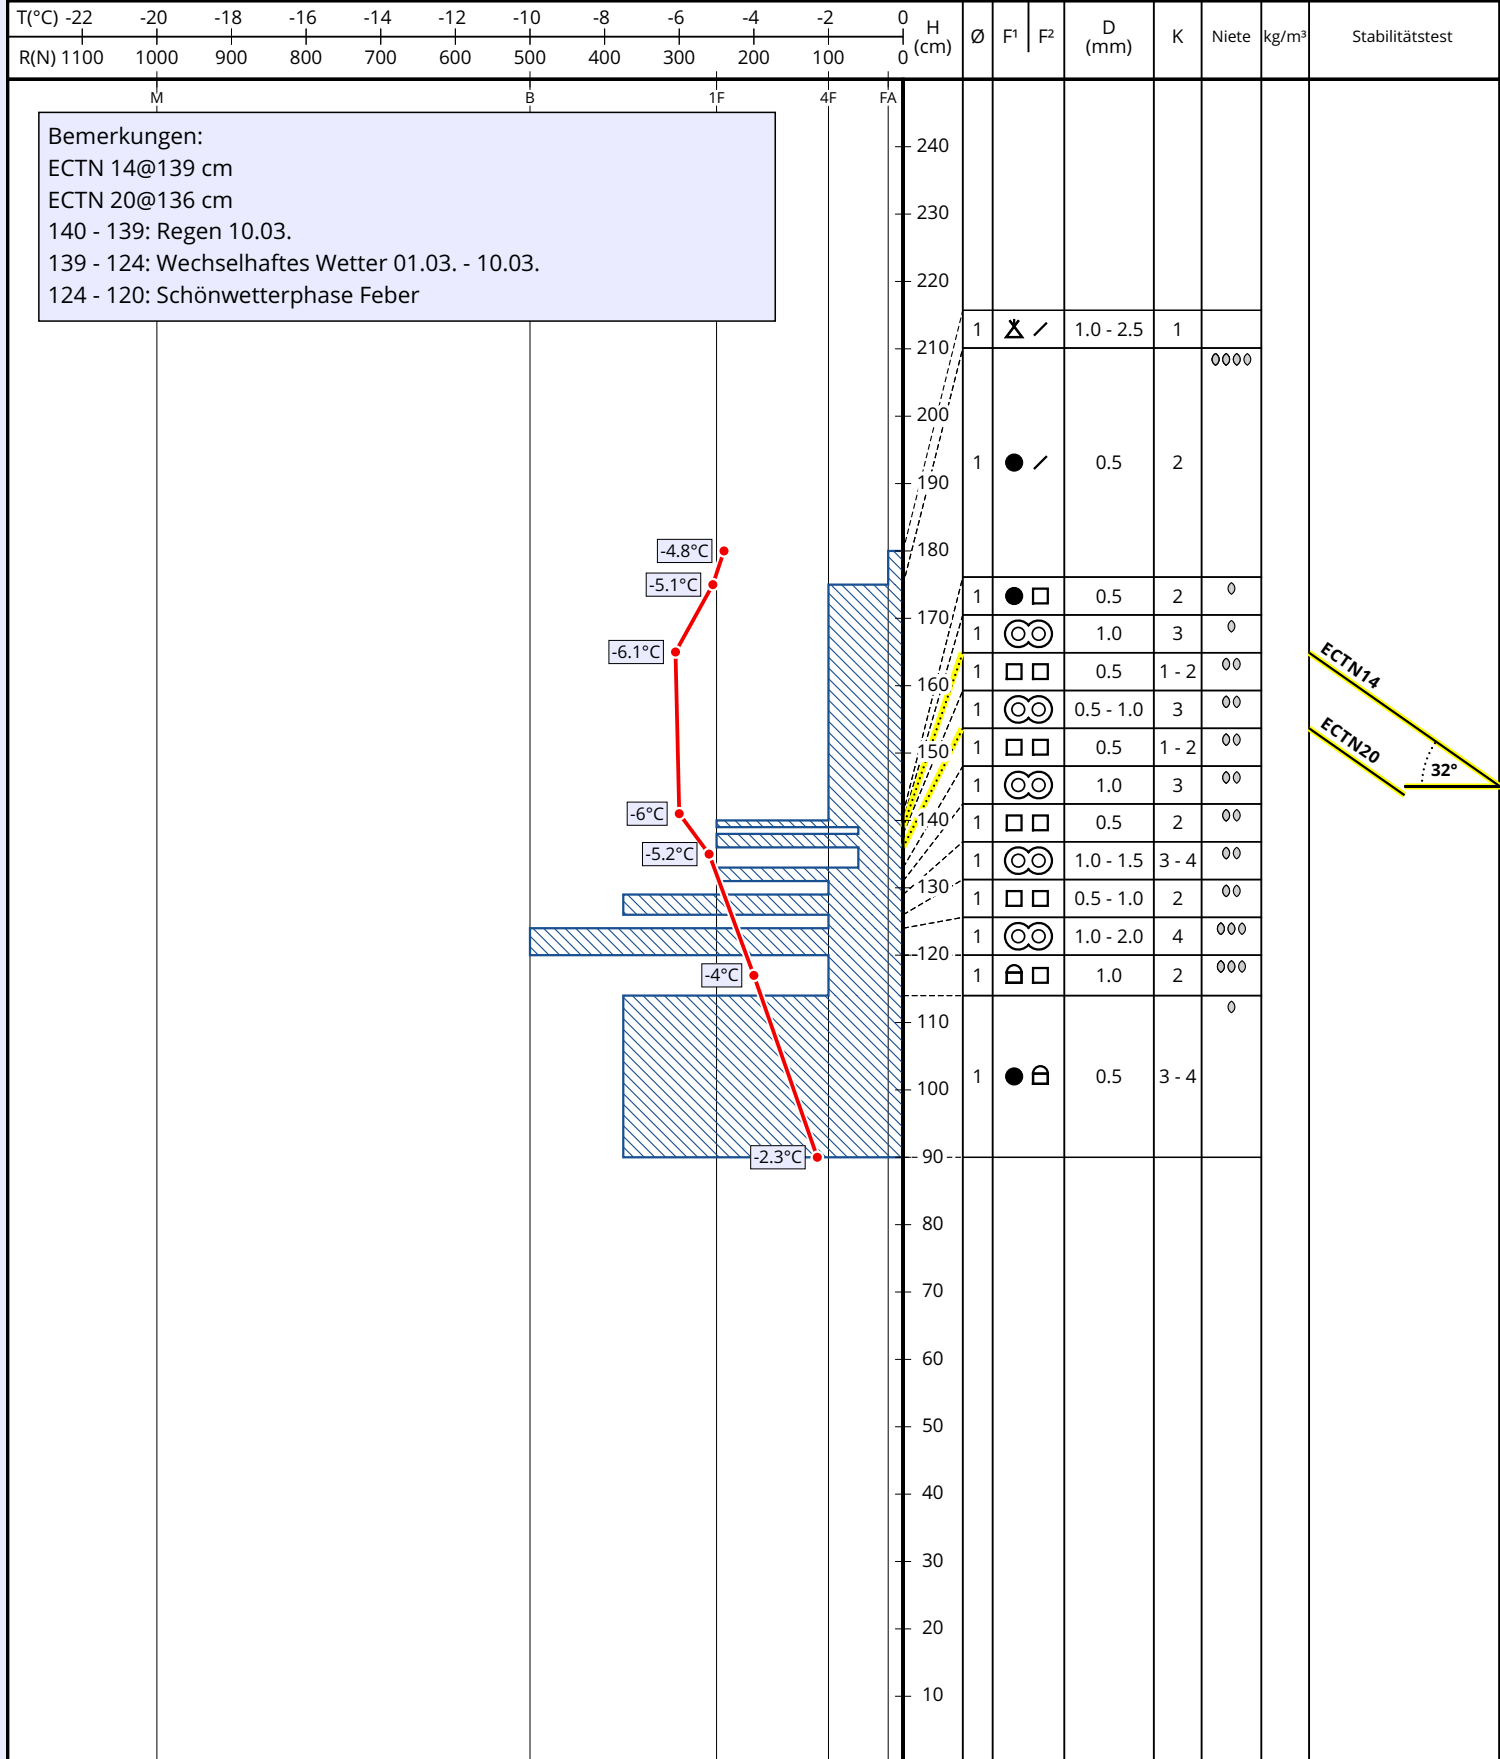 T(°C) -22 -20 -18 -16 -14 -12 -10 -8 -6 -4 -2 0
R(N) 1100 1000 900 800 700 600 500 400 300 200 100 0
H (cm) Ø F¹ F² D (mm) K Niete kg/m³ Stabilitätstest
M B 1F 4F FA
Bemerkungen:
ECTN 14@139 cm
ECTN 20@136 cm
140 - 139: Regen 10.03.
139 - 124: Wechselhaftes Wetter 01.03. - 10.03.
124 - 120: Schönwetterphase Feber
240
230
220
210
200
190
180
170
160
150
140
130
120
110
100
90
80
70
60
50
40
30
20
10
-4.8°C
-5.1°C
-6.1°C
-6°C
-5.2°C
-4°C
-2.3°C
1 1.0 - 2.5 1
1 0.5 2
1 0.5 2
1 1.0 3
1 0.5 1 - 2
1 0.5 - 1.0 3
1 0.5 1 - 2
1 1.0 3
1 0.5 2
1 1.0 - 1.5 3 - 4
1 0.5 - 1.0 2
1 1.0 - 2.0 4
1 1.0 2
1 0.5 3 - 4
ECTN14
ECTN20
32°